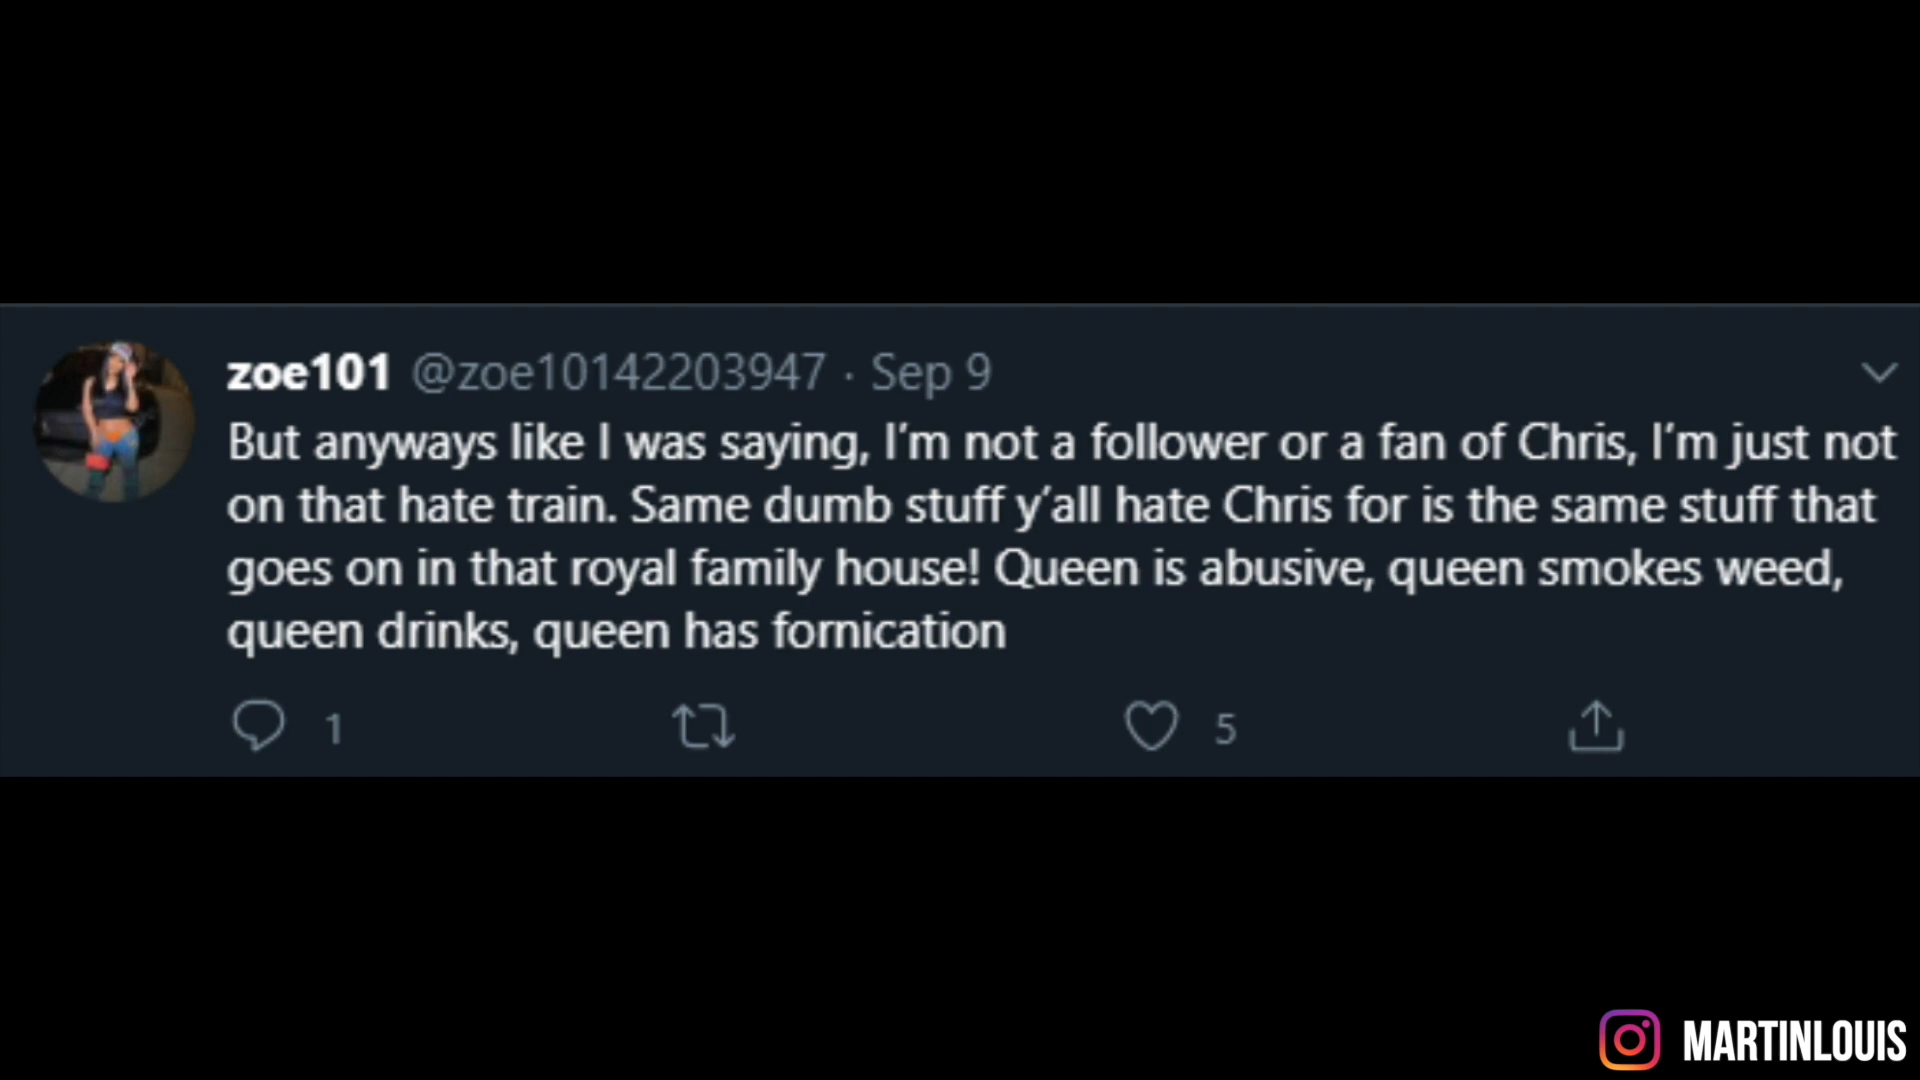 zoe101 @zoe10142203947 · Sep 9
But anyways like I was saying, I’m not a follower or a fan of Chris, I’m just not
on that hate train. Same dumb stuff y’all hate Chris for is the same stuff that
goes on in that royal family house! Queen is abusive, queen smokes weed,
queen drinks, queen has fornication
1 5
MARTINLOUIS